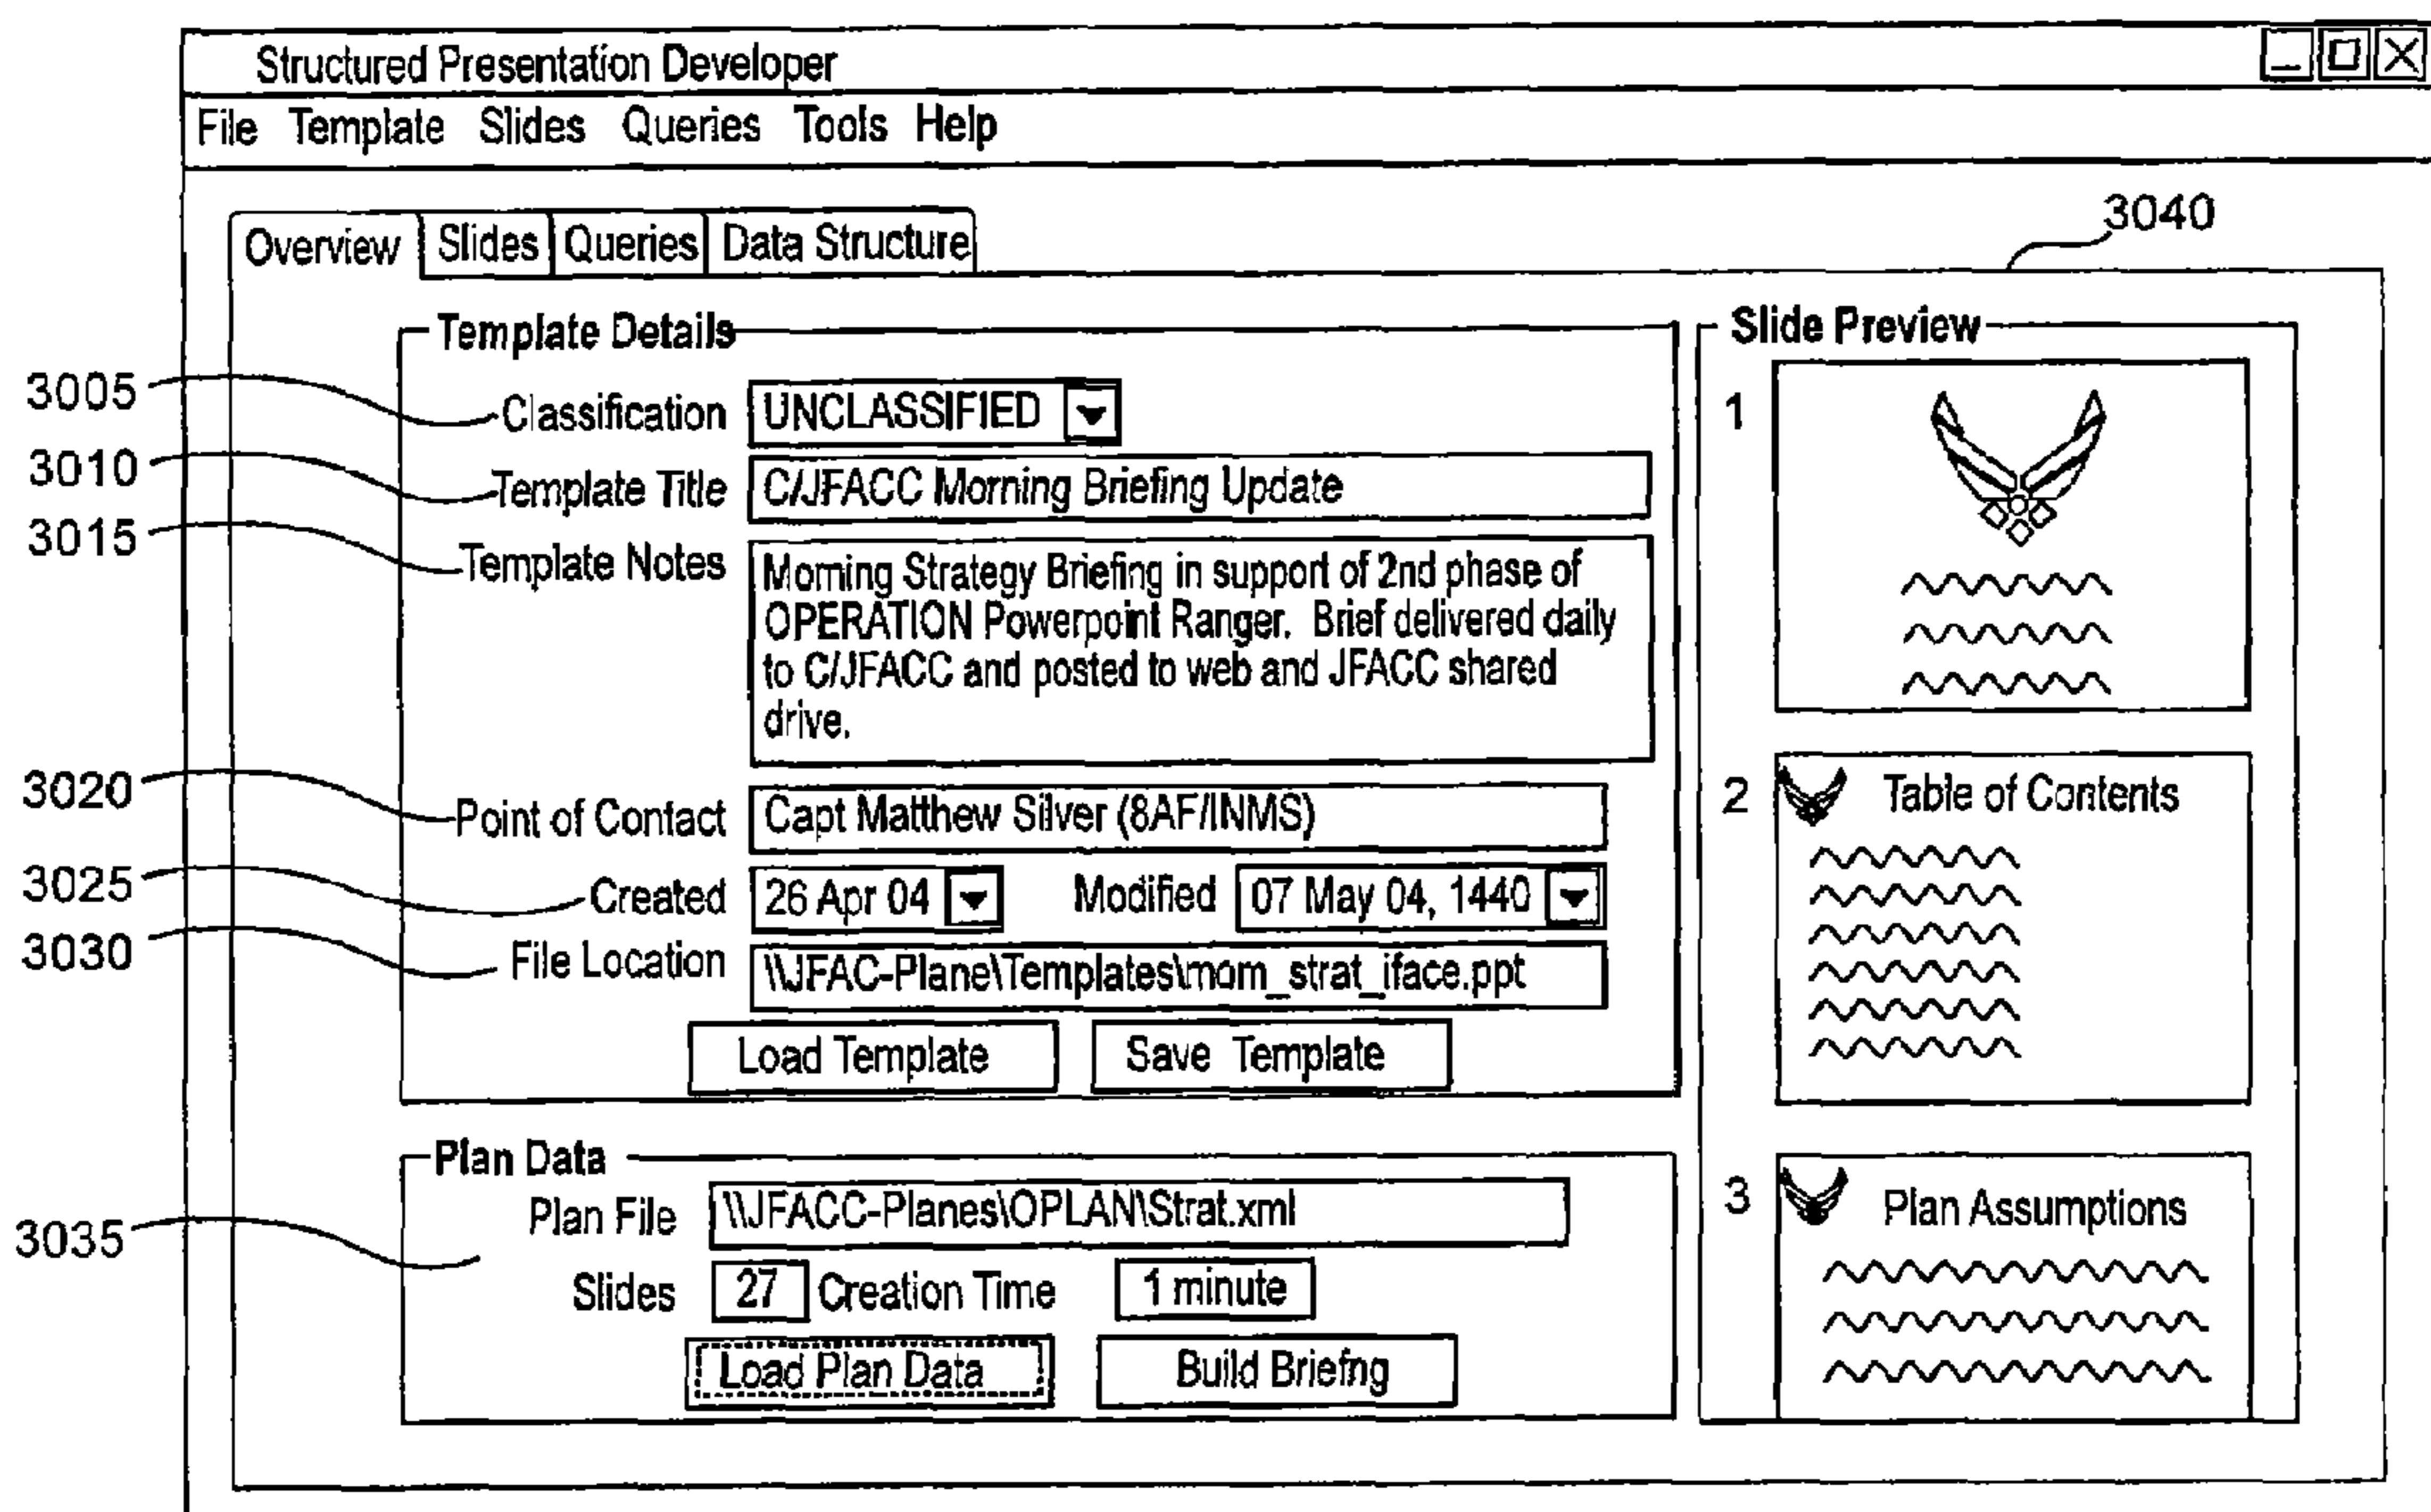 Structured Presentation Developer
File Template Slides Queries Tools Help
3040
Overview Slides Queries Data Structure
Template Details
3005 Classification UNCLASSIFIED
3010 Template Title C/JFACC Morning Briefing Update
3015 Template Notes Morning Strategy Briefing in support of 2nd phase of
OPERATION Powerpoint Ranger. Brief delivered daily
to C/JFACC and posted to web and JFACC shared
drive.
3020 Point of Contact Capt Matthew Silver (8AF/INMS)
3025 Created 26 Apr 04 Modified 07 May 04, 1440
3030 File Location \\JFAC-Plane\Templates\mom_strat_iface.ppt
Load Template Save Template
Plan Data
3035 Plan File \\JFACC-Planes\OPLAN\Strat.xml
Slides 27 Creation Time 1 minute
Load Plan Data Build Briefng
Slide Preview
1
2 Table of Contents
3 Plan Assumptions